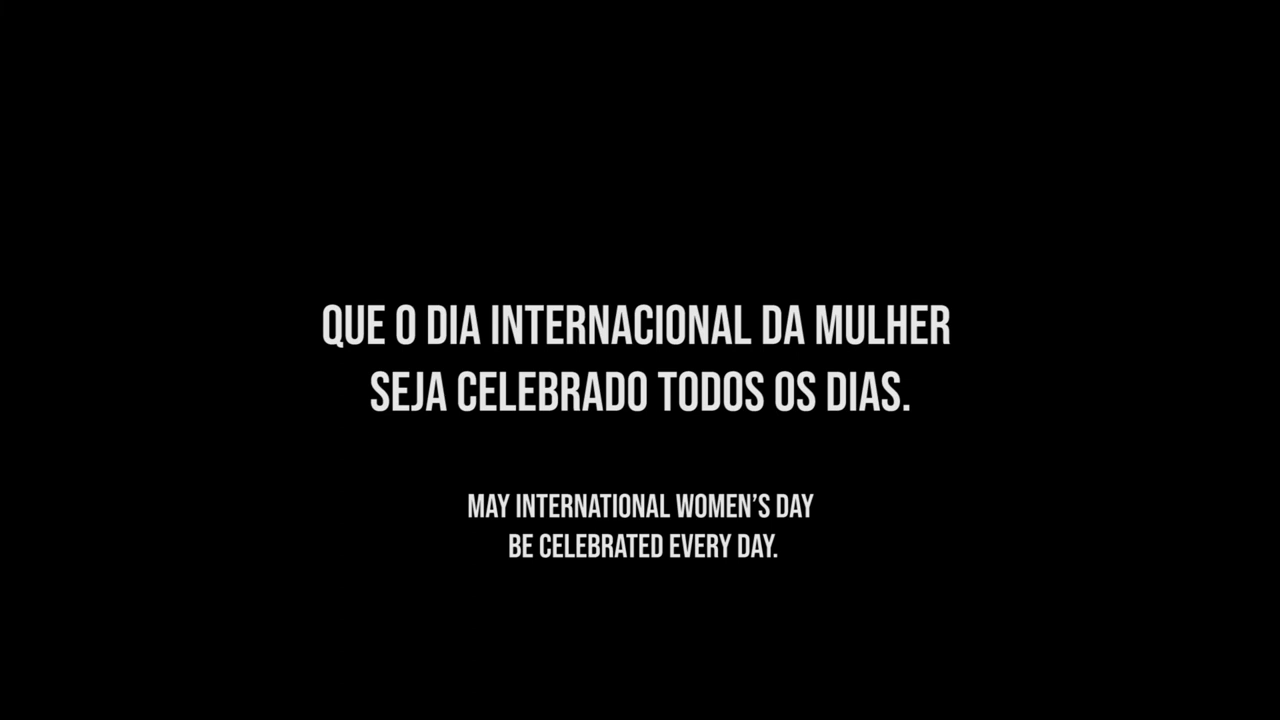 QUE O DIA INTERNACIONAL DA MULHER
SEJA CELEBRADO TODOS OS DIAS.
MAY INTERNATIONAL WOMEN’S DAY
BE CELEBRATED EVERY DAY.